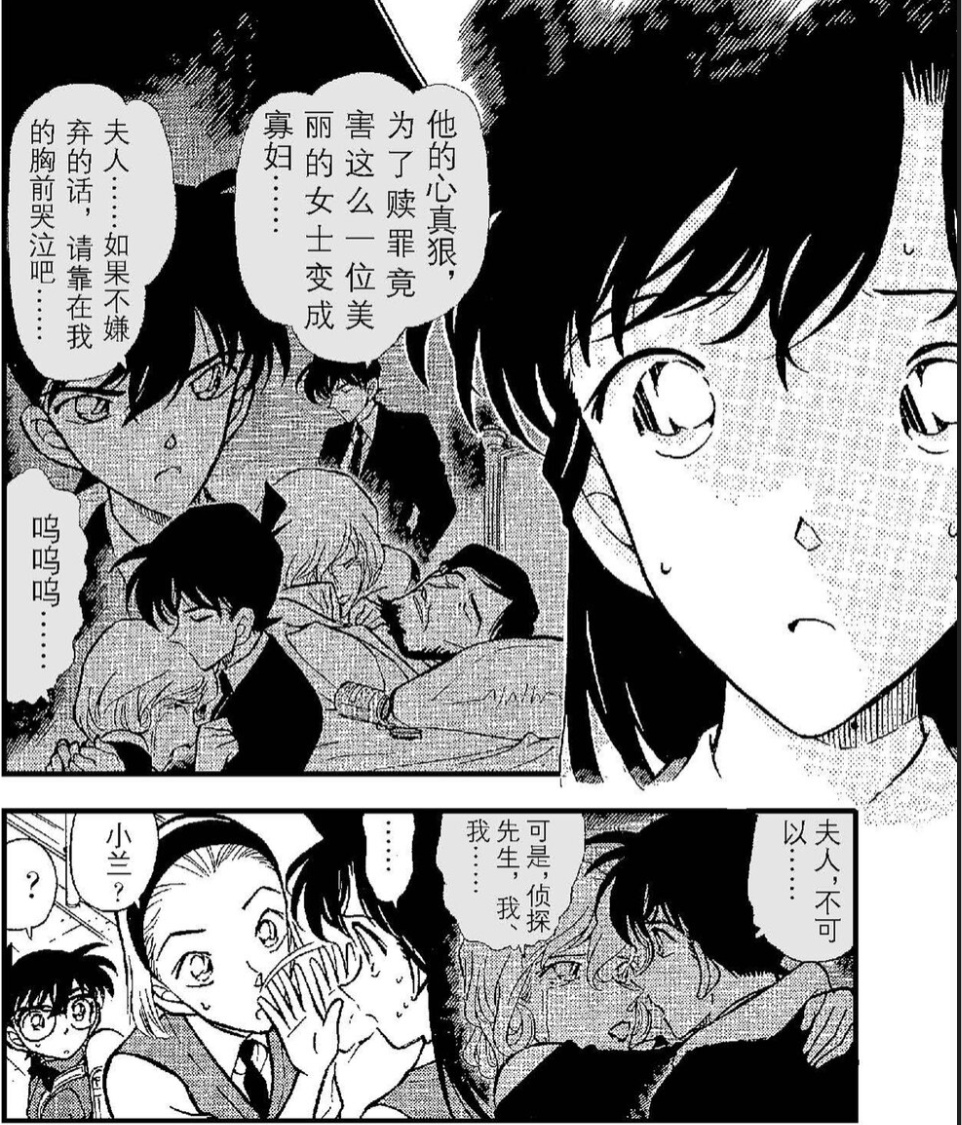 他的心真狠，
为了赎罪竟
害这么一位美
丽的女士变成
寡妇……
夫人……如果不嫌
弃的话，请靠在我
的胸前哭泣吧……
呜呜呜……
夫人，不可
以……
可是，侦探
先生，我、
我……
…
小兰？
？